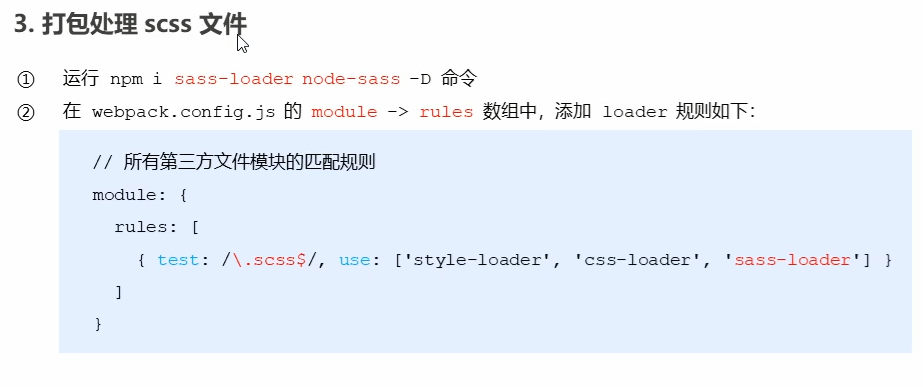 3. 打包处理 scss 文件
① 运行 npm i sass-loader node-sass -D 命令
② 在 webpack.config.js 的 module -> rules 数组中，添加 loader 规则如下：
// 所有第三方文件模块的匹配规则
module: {
rules: [
{ test: /\.scss$/, use: ['style-loader', 'css-loader', 'sass-loader'] }
]
}